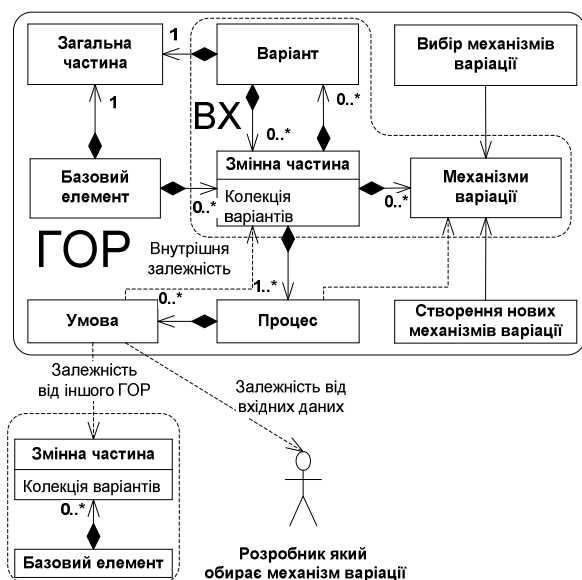 Загальна
частина
1
Варіант
Вибір механізмів
варіації
1
ВХ
0..*
0..*
Базовий
елемент
0..*
Змінна частина
Колекція
варіантів
0..*
Механізми
варіації
ГОР
Внутрішня
залежність
1..*
0..*
Умова
Процес
Створення нових
механізмів варіації
Залежність
від іншого ГОР
Залежність від
вхідних даних
Змінна частина
Колекція варіантів
0..*
Базовий елемент
Розробник який
обирає механізм варіації